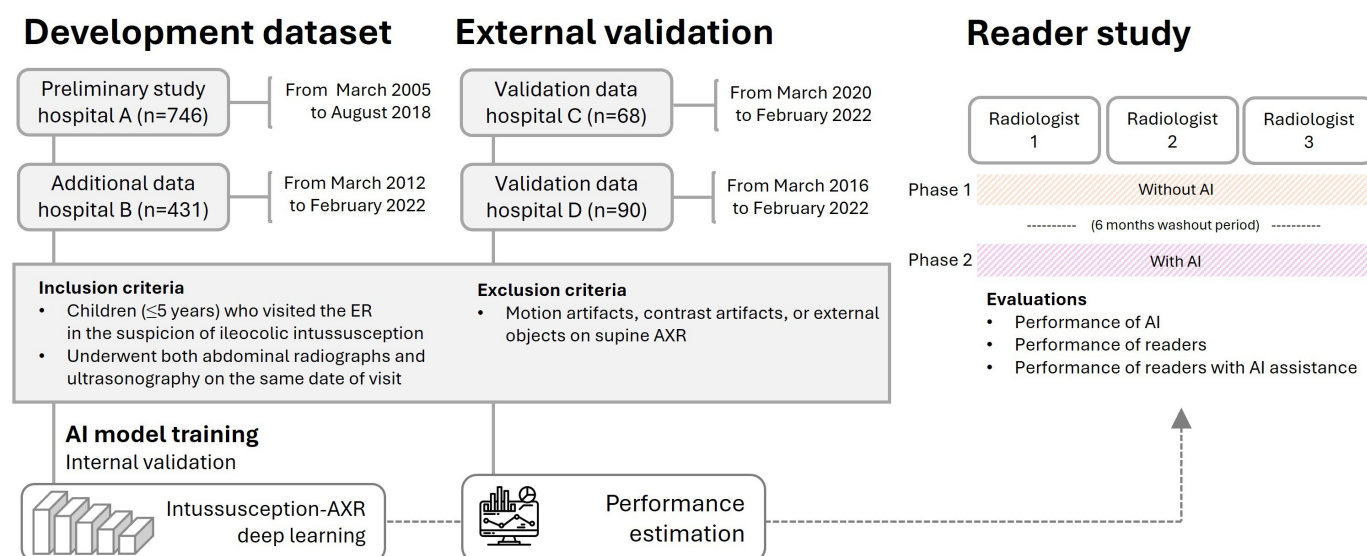 Development dataset
Preliminary study
hospital A (n=746)
From March 2005
to August 2018
Additional data
hospital B (n=431)
From March 2012
to February 2022
External validation
Validation data
hospital C (n=68)
From March 2020
to February 2022
Validation data
hospital D (n=90)
From March 2016
to February 2022
Inclusion criteria
• Children (≤5 years) who visited the ER
in the suspicion of ileocolic intussusception
• Underwent both abdominal radiographs and
ultrasonography on the same date of visit
Exclusion criteria
• Motion artifacts, contrast artifacts, or external
objects on supine AXR
AI model training
Internal validation
Intussusception-AXR
deep learning
Performance
estimation
Reader study
Radiologist
1
Radiologist
2
Radiologist
3
Phase 1
Without AI
---------- (6 months washout period) ----------
Phase 2
With AI
Evaluations
• Performance of AI
• Performance of readers
• Performance of readers with AI assistance